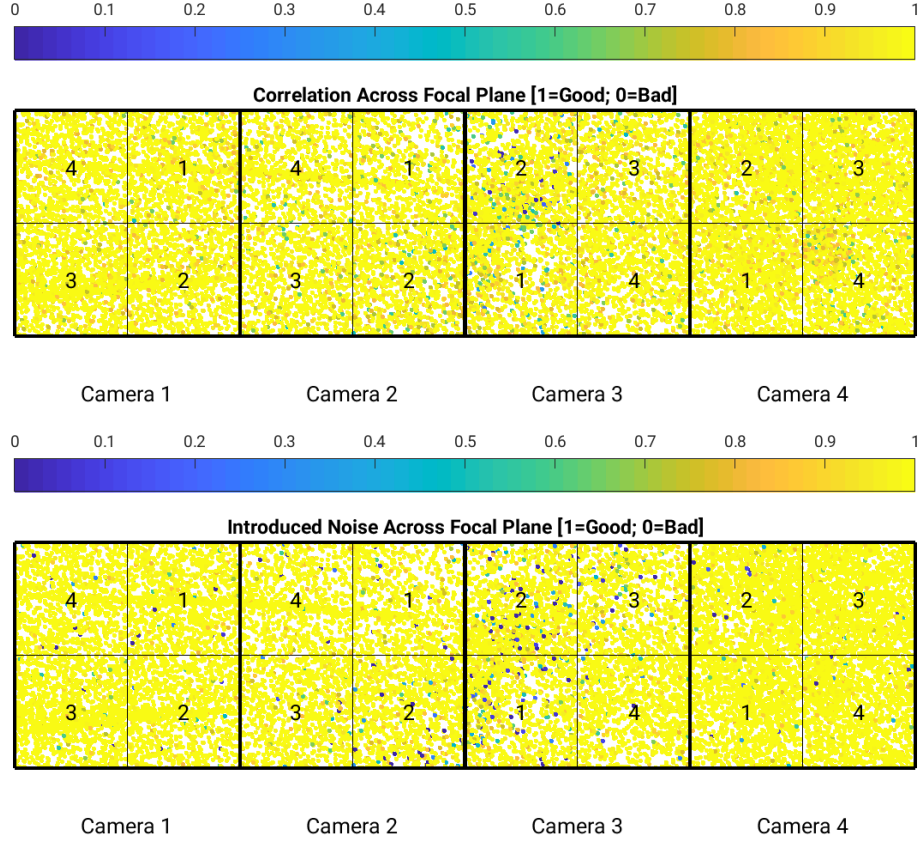 0 0.1 0.2 0.3 0.4 0.5 0.6 0.7 0.8 0.9 1
Correlation Across Focal Plane [1=Good; 0=Bad]
4 1 4 1 2 3 2 3
3 2 3 2 1 4 1 4
Camera 1 Camera 2 Camera 3 Camera 4
0 0.1 0.2 0.3 0.4 0.5 0.6 0.7 0.8 0.9 1
Introduced Noise Across Focal Plane [1=Good; 0=Bad]
4 1 4 1 2 3 2 3
3 2 3 2 1 4 1 4
Camera 1 Camera 2 Camera 3 Camera 4